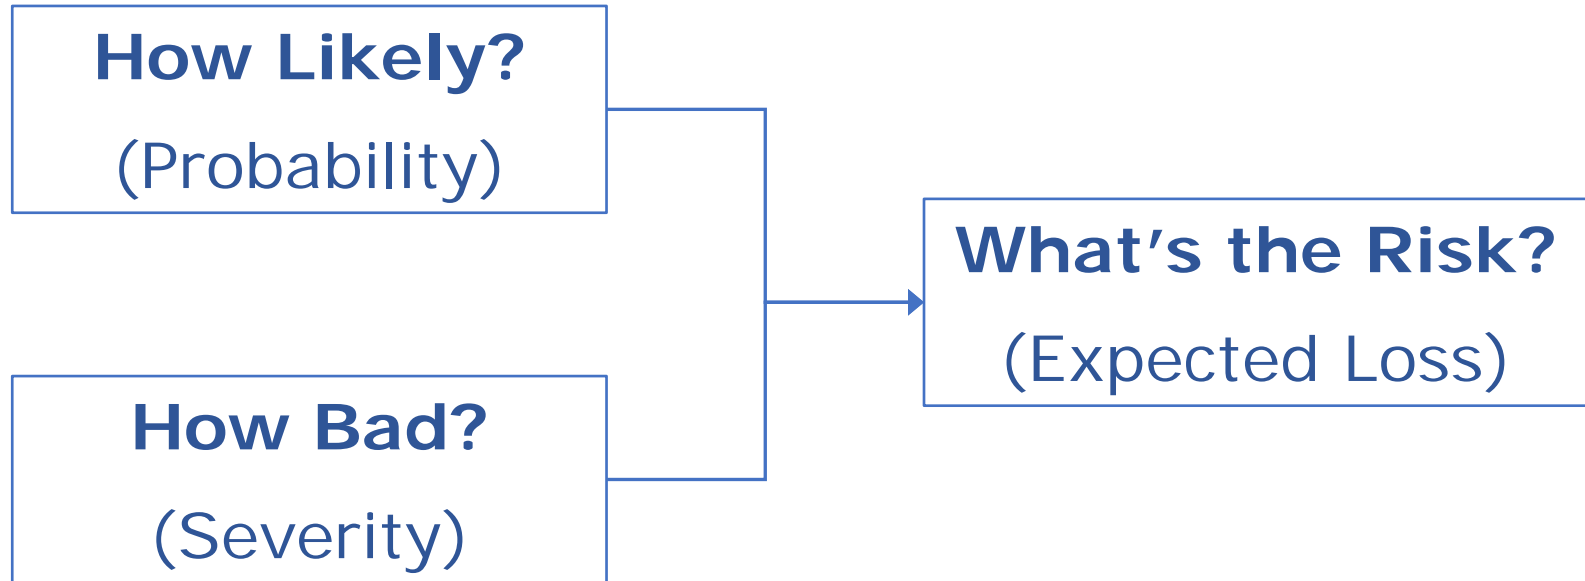 How Likely?
(Probability)
How Bad?
(Severity)
What's the Risk?
(Expected Loss)